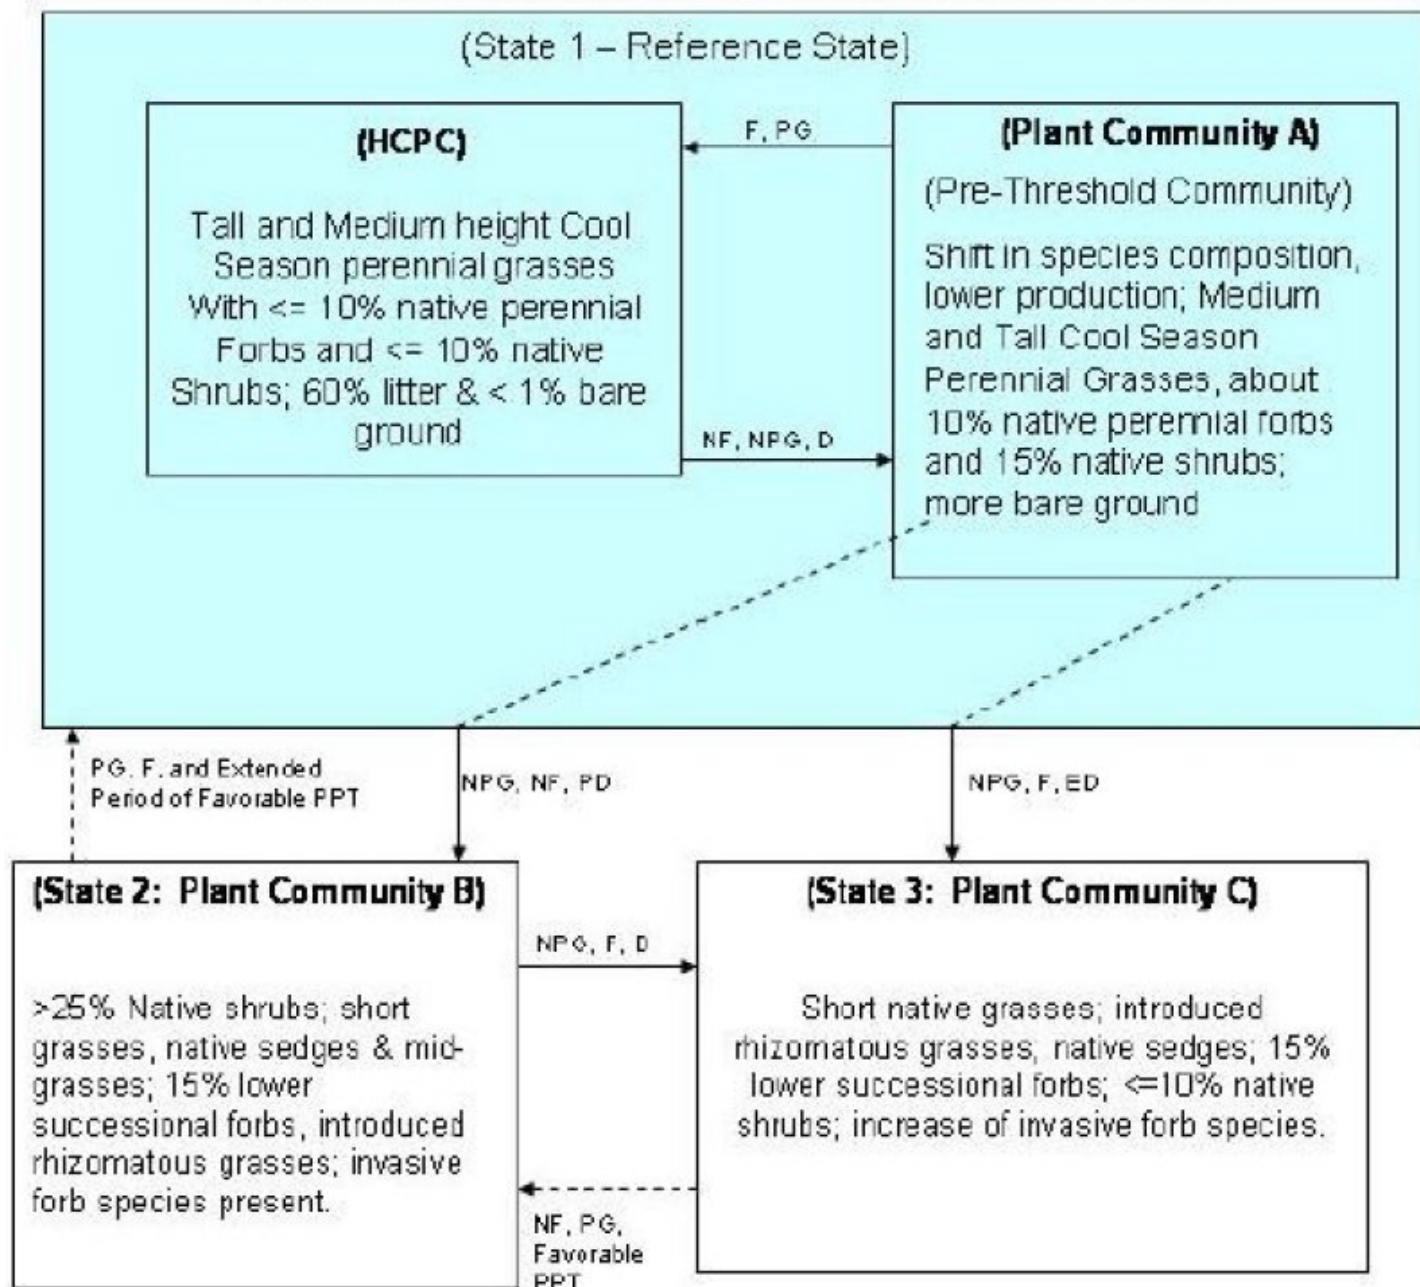 (State 1 – Reference State)
(HCPC)
Tall and Medium height Cool
Season perennial grasses
With <= 10% native perennial
Forbs and <= 10% native
Shrubs; 60% litter & < 1% bare
ground
F, PG
NF, NPG, D
(Plant Community A)
(Pre-Threshold Community)
Shift in species composition,
lower production; Medium
and Tall Cool Season
Perennial Grasses, about
10% native perennial forbs
and 15% native shrubs;
more bare ground
PG. F. and Extended
Period of Favorable PPT
NPG, NF, PD
NPG, F, ED
(State 2: Plant Community B)
>25% Native shrubs; short
grasses, native sedges & mid-
grasses; 15% lower
successional forbs, introduced
rhizomatous grasses; invasive
forb species present.
NPG, F, D
NF, PG,
Favorable
PPT
(State 3: Plant Community C)
Short native grasses; introduced
rhizomatous grasses; native sedges; 15%
lower successional forbs; <=10% native
shrubs; increase of invasive forb species.